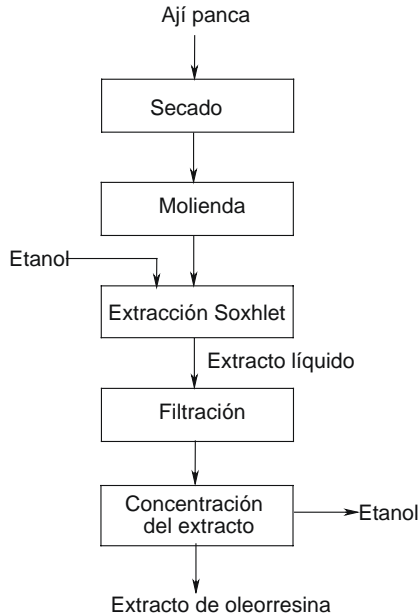 Ají panca
Secado
Molienda
Etanol
Extracción Soxhlet
Extracto líquido
Filtración
Concentración
del extracto
Etanol
Extracto de oleorresina